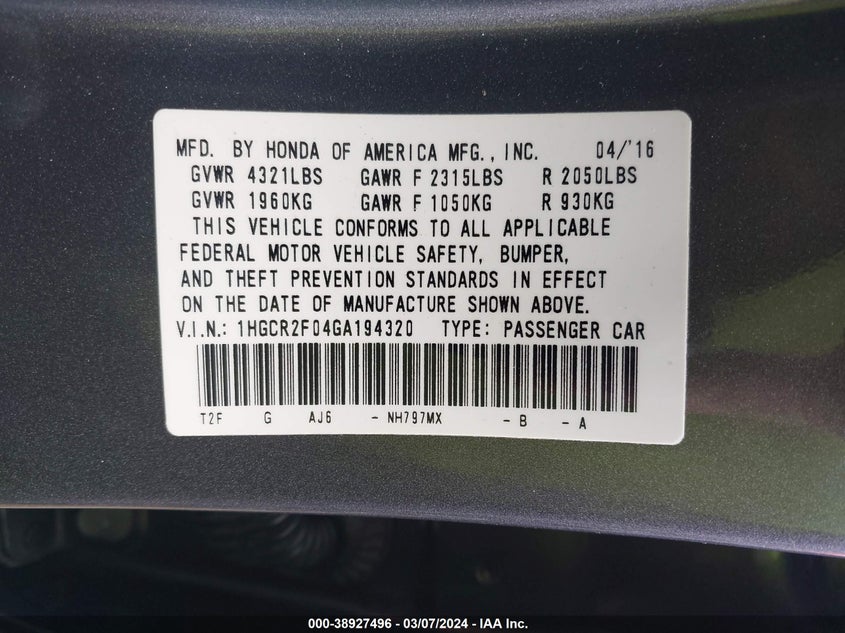 MFD. BY HONDA OF AMERICA MFG., INC. 04/'16
GVWR 4321LBS GAWR F 2315LBS R 2050LBS
GVWR 1960KG GAWR F 1050KG R 930KG
THIS VEHICLE CONFORMS TO ALL APPLICABLE
FEDERAL MOTOR VEHICLE SAFETY, BUMPER,
AND THEFT PREVENTION STANDARDS IN EFFECT
ON THE DATE OF MANUFACTURE SHOWN ABOVE.
V.I.N.: 1HGCR2F04GA194320 TYPE: PASSENGER CAR
T2F G AJ6 - NH797MX - B - A
000-38927496 - 03/07/2024 - IAA Inc.